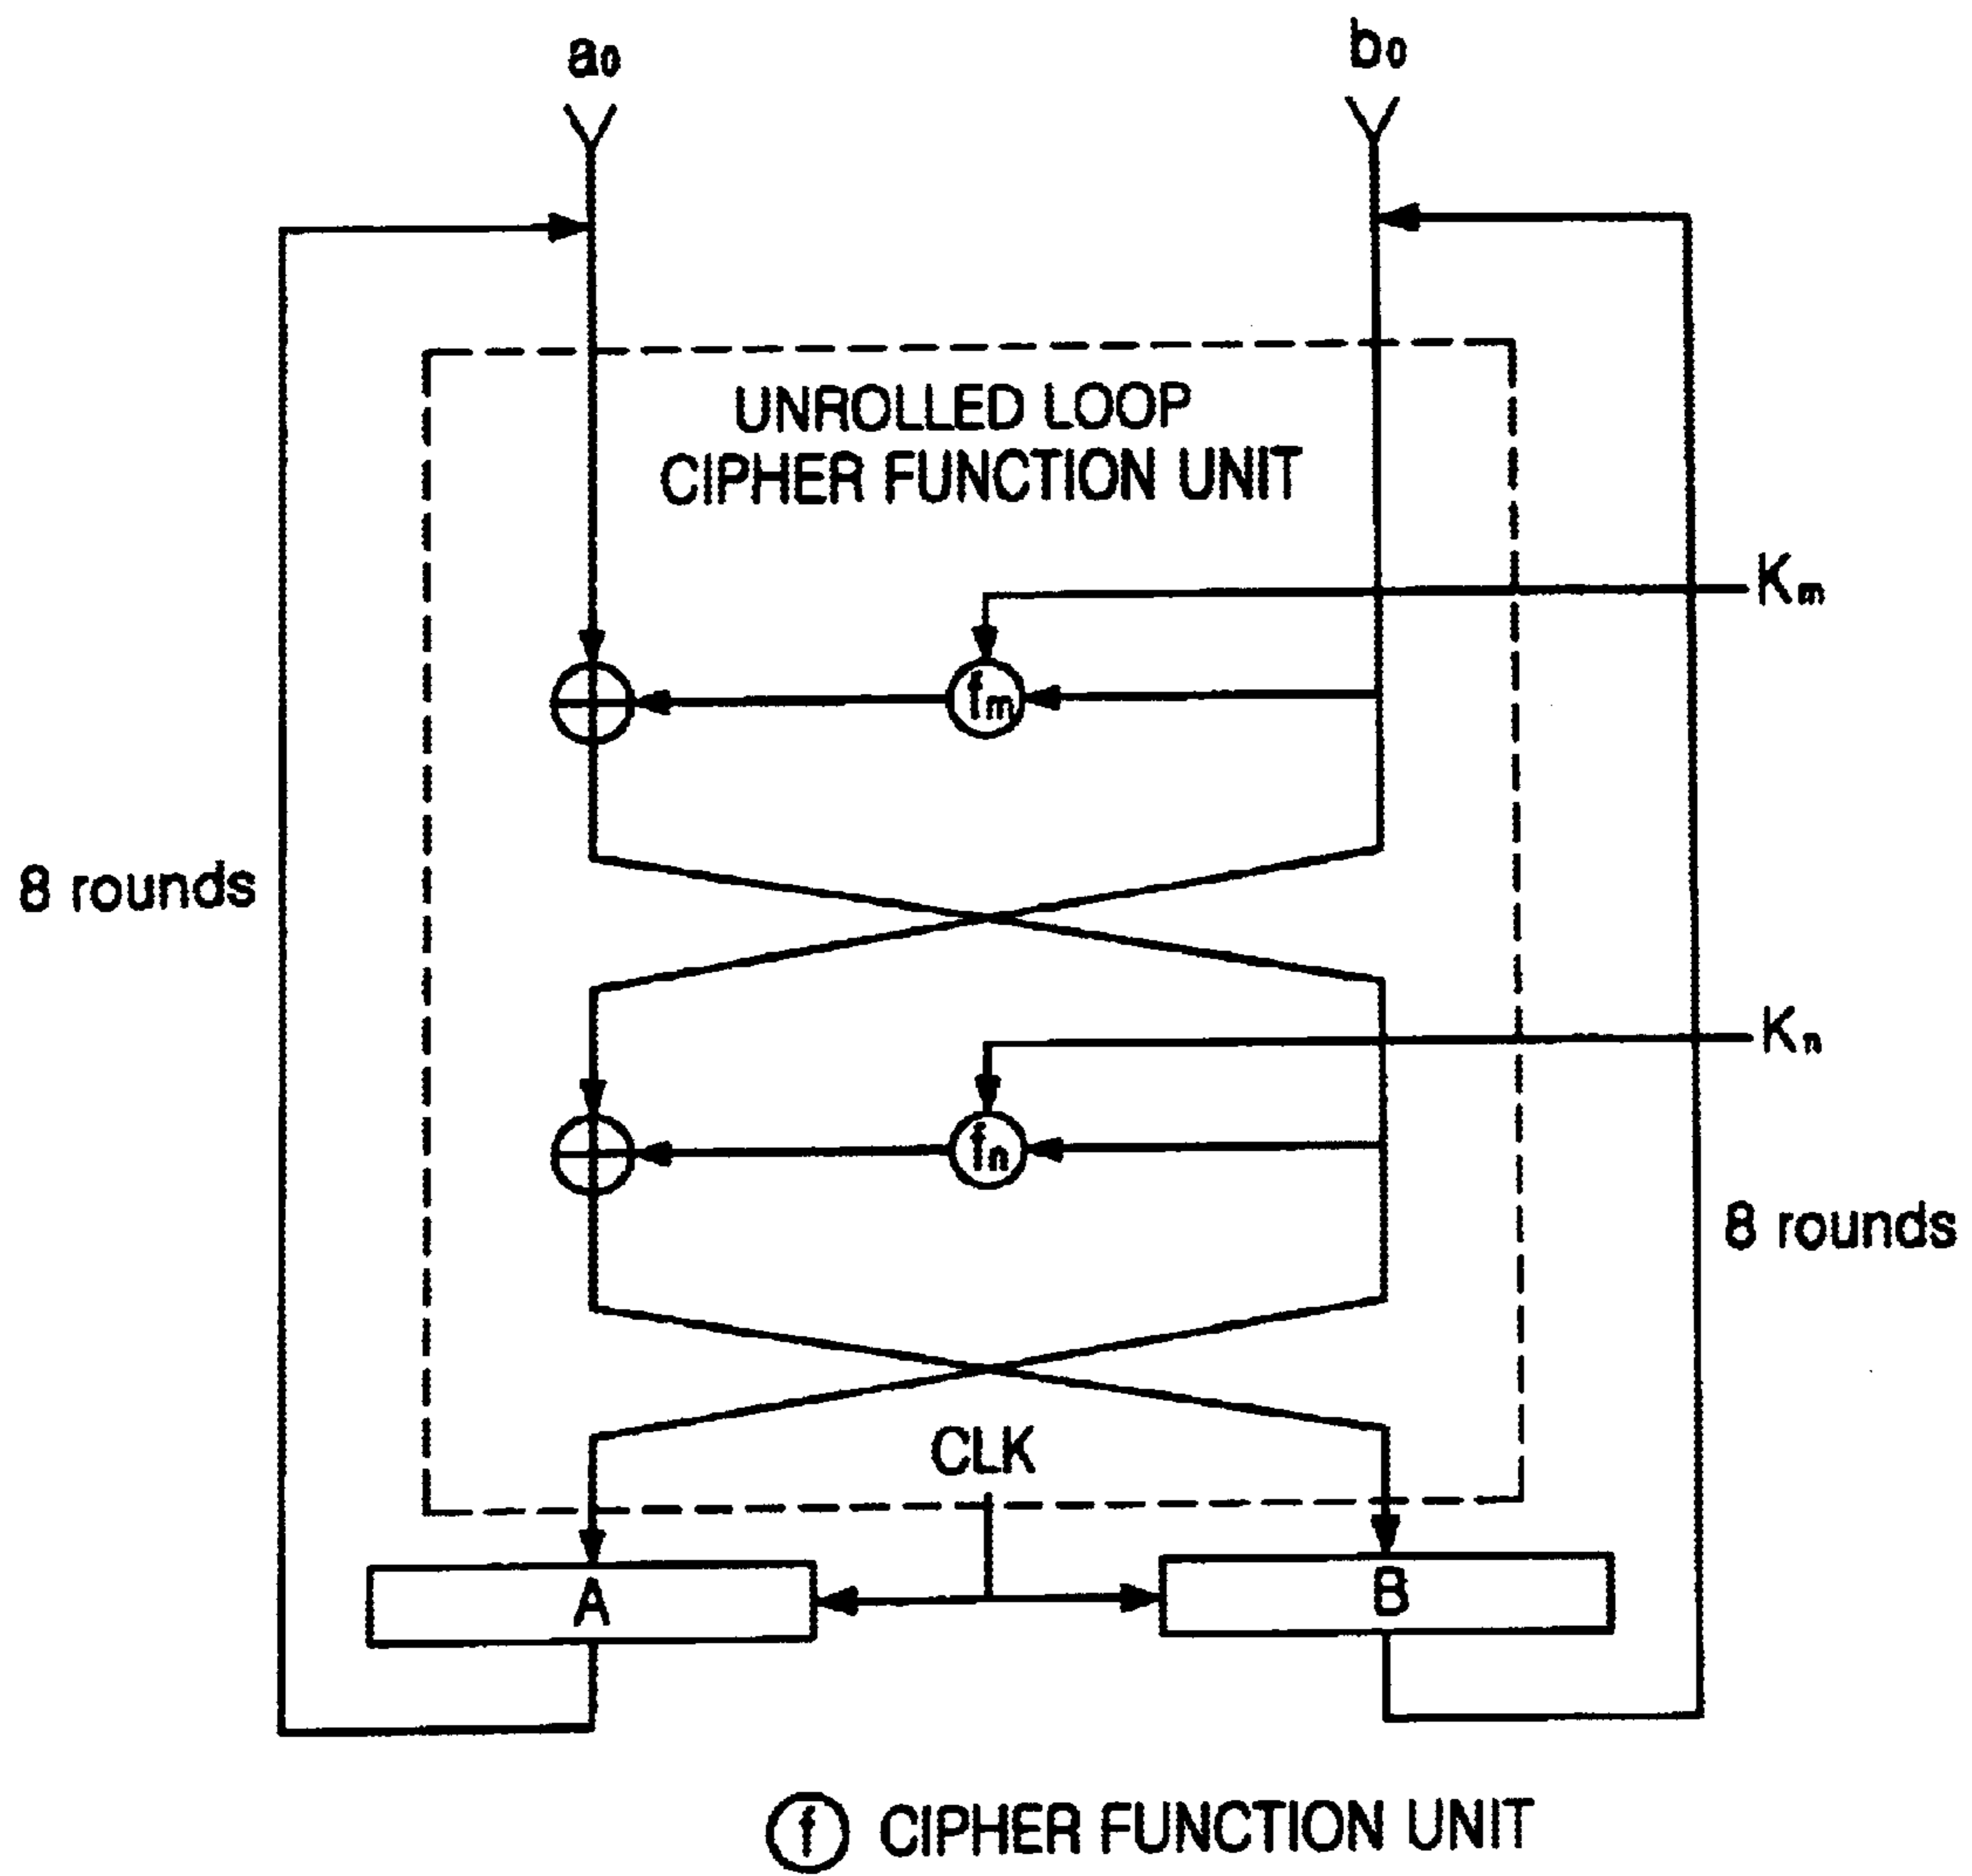 a₀
b₀
UNROLLED LOOP
CIPHER FUNCTION UNIT
Kₘ
fₘ
8 rounds
Kₙ
fₙ
8 rounds
CLK
A
B
f CIPHER FUNCTION UNIT